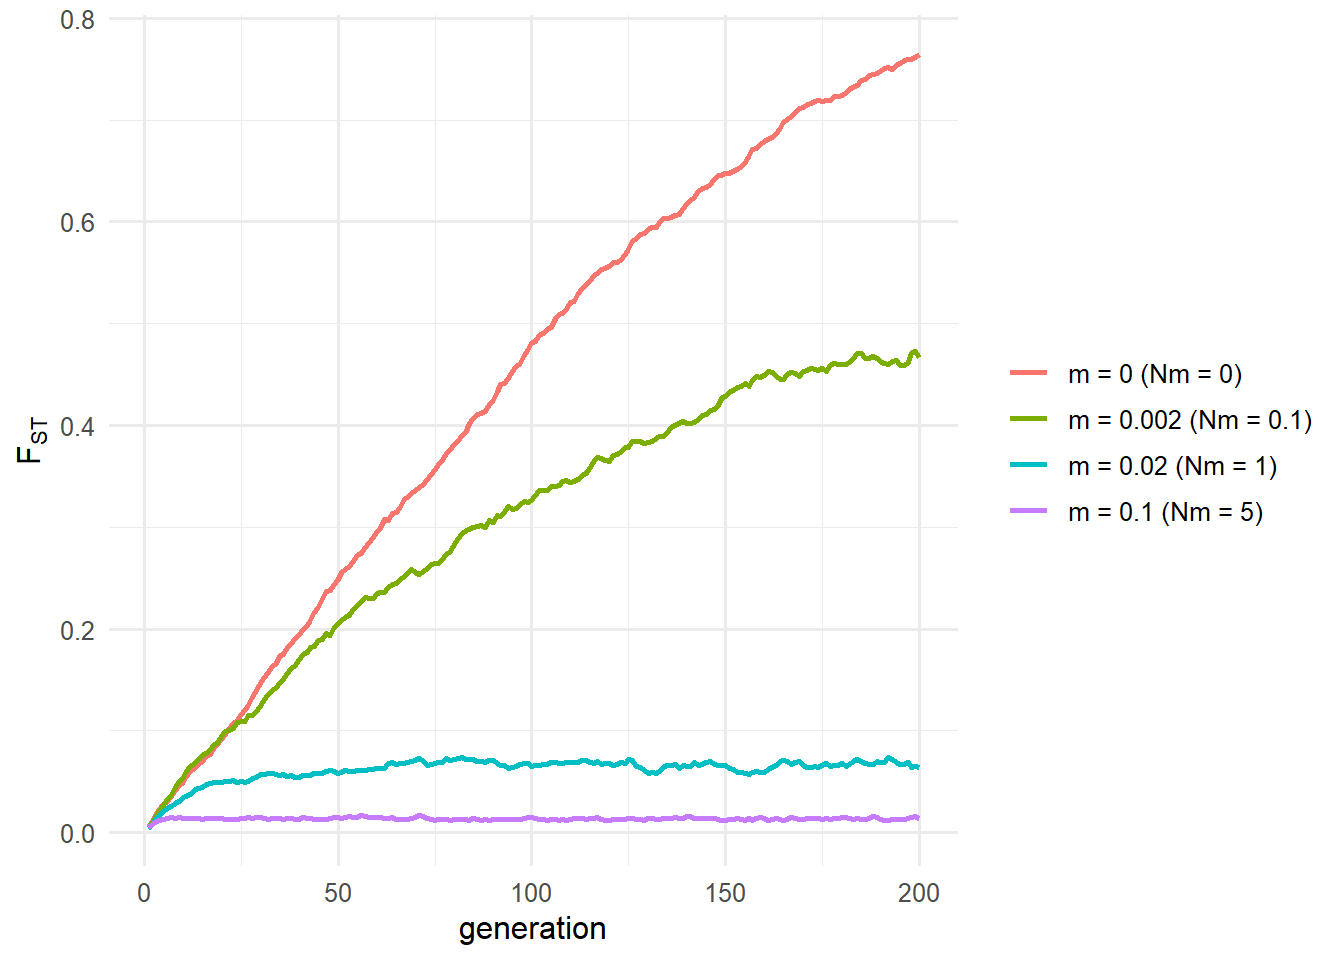 0.8
0.6
0.4
0.2
0.0
F_ST
0 50 100 150 200
generation
m = 0 (Nm = 0)
m = 0.002 (Nm = 0.1)
m = 0.02 (Nm = 1)
m = 0.1 (Nm = 5)